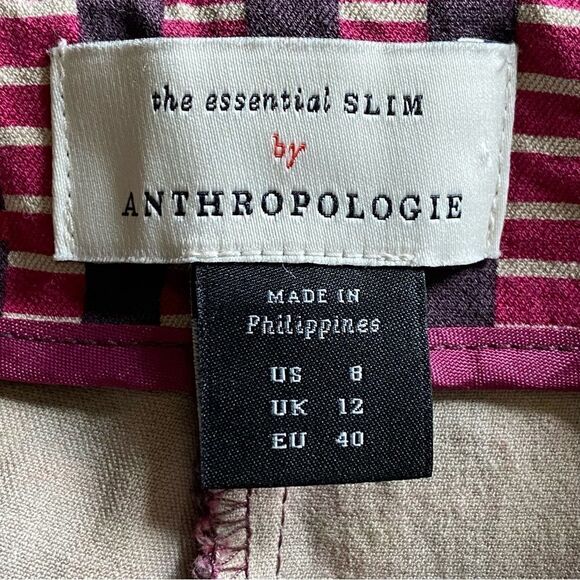 the essential SLIM
by
ANTHROPOLOGIE
MADE IN
Philippines
US 8
UK 12
EU 40